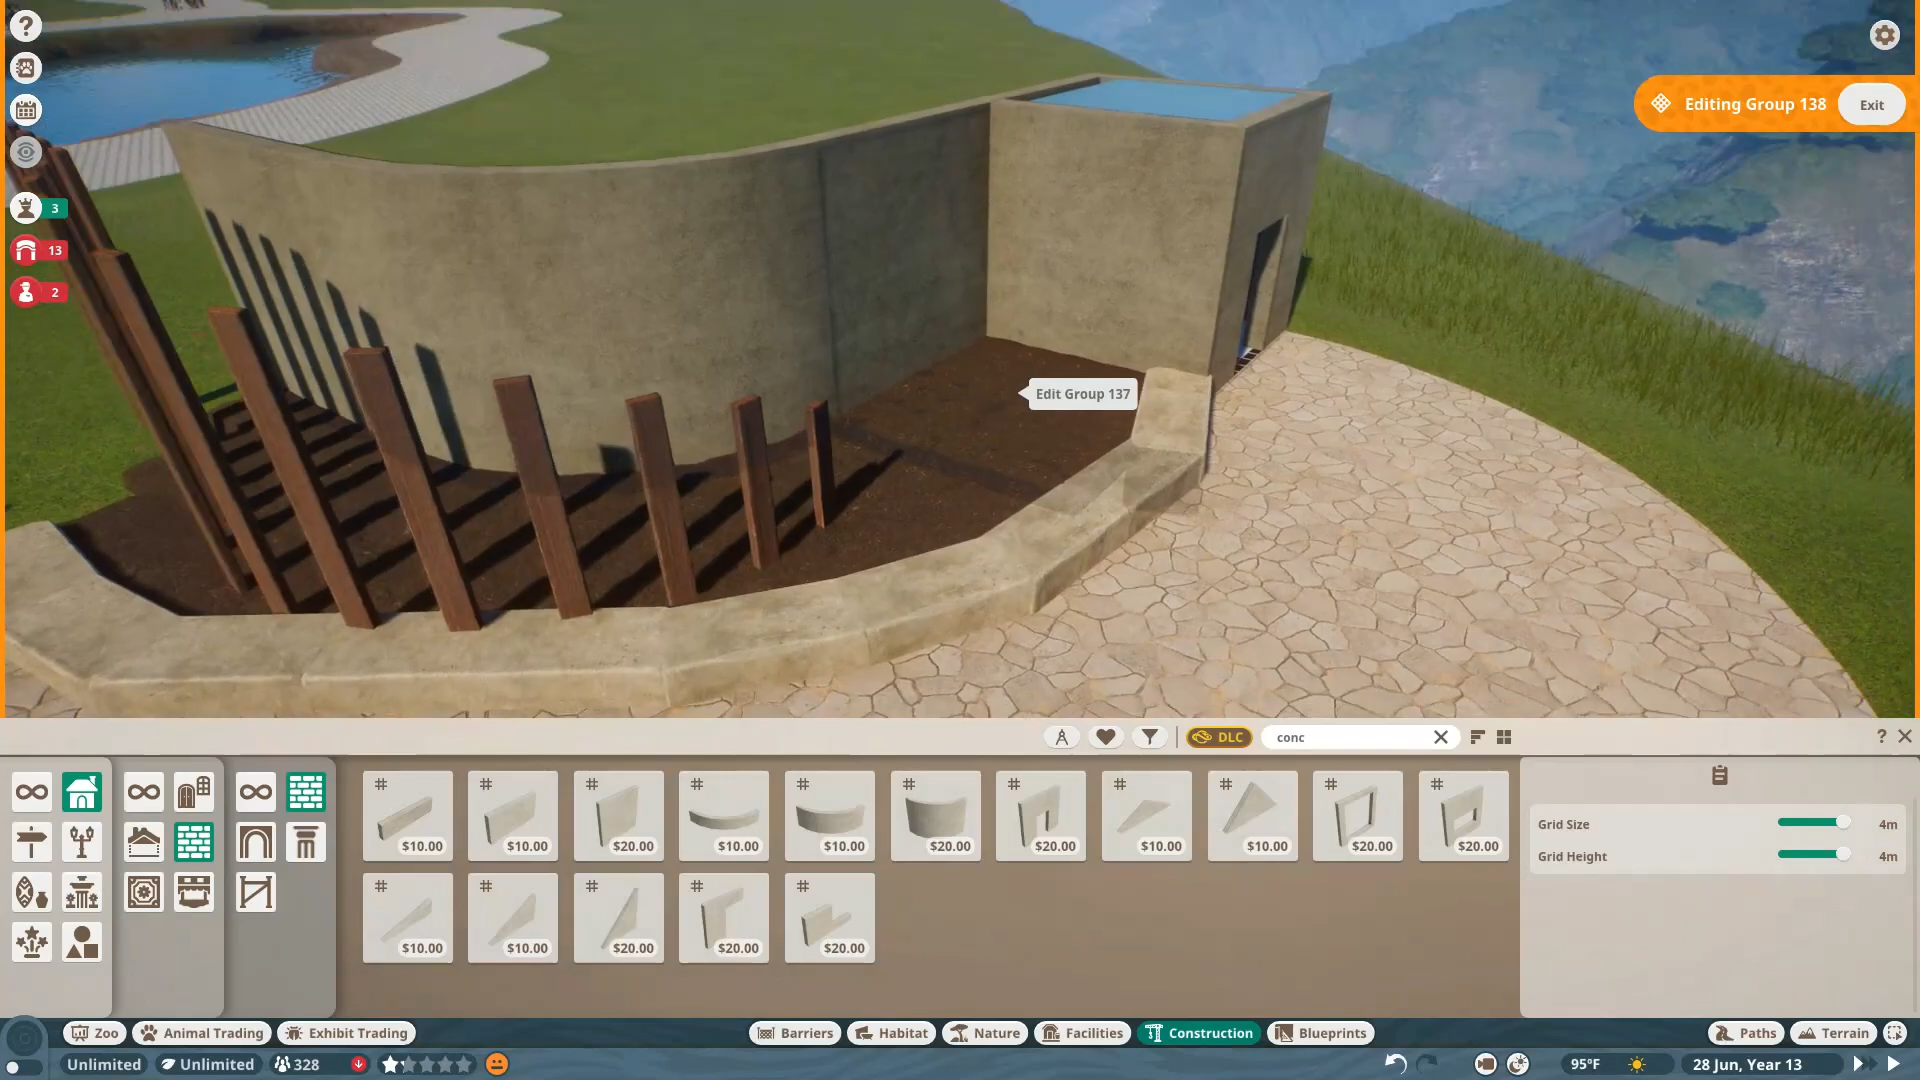 ?
3
13
2
Editing Group 138
Exit
Edit Group 137
DLC
conc
?
# $10.00
# $10.00
# $20.00
# $10.00
# $10.00
# $20.00
# $20.00
# $10.00
# $10.00
# $20.00
# $20.00
# $10.00
# $10.00
# $20.00
# $20.00
# $20.00
Grid Size 4m
Grid Height 4m
Zoo
Animal Trading
Exhibit Trading
Barriers
Habitat
Nature
Facilities
Construction
Blueprints
Paths
Terrain
Unlimited
Unlimited
328
95°F
28 Jun, Year 13